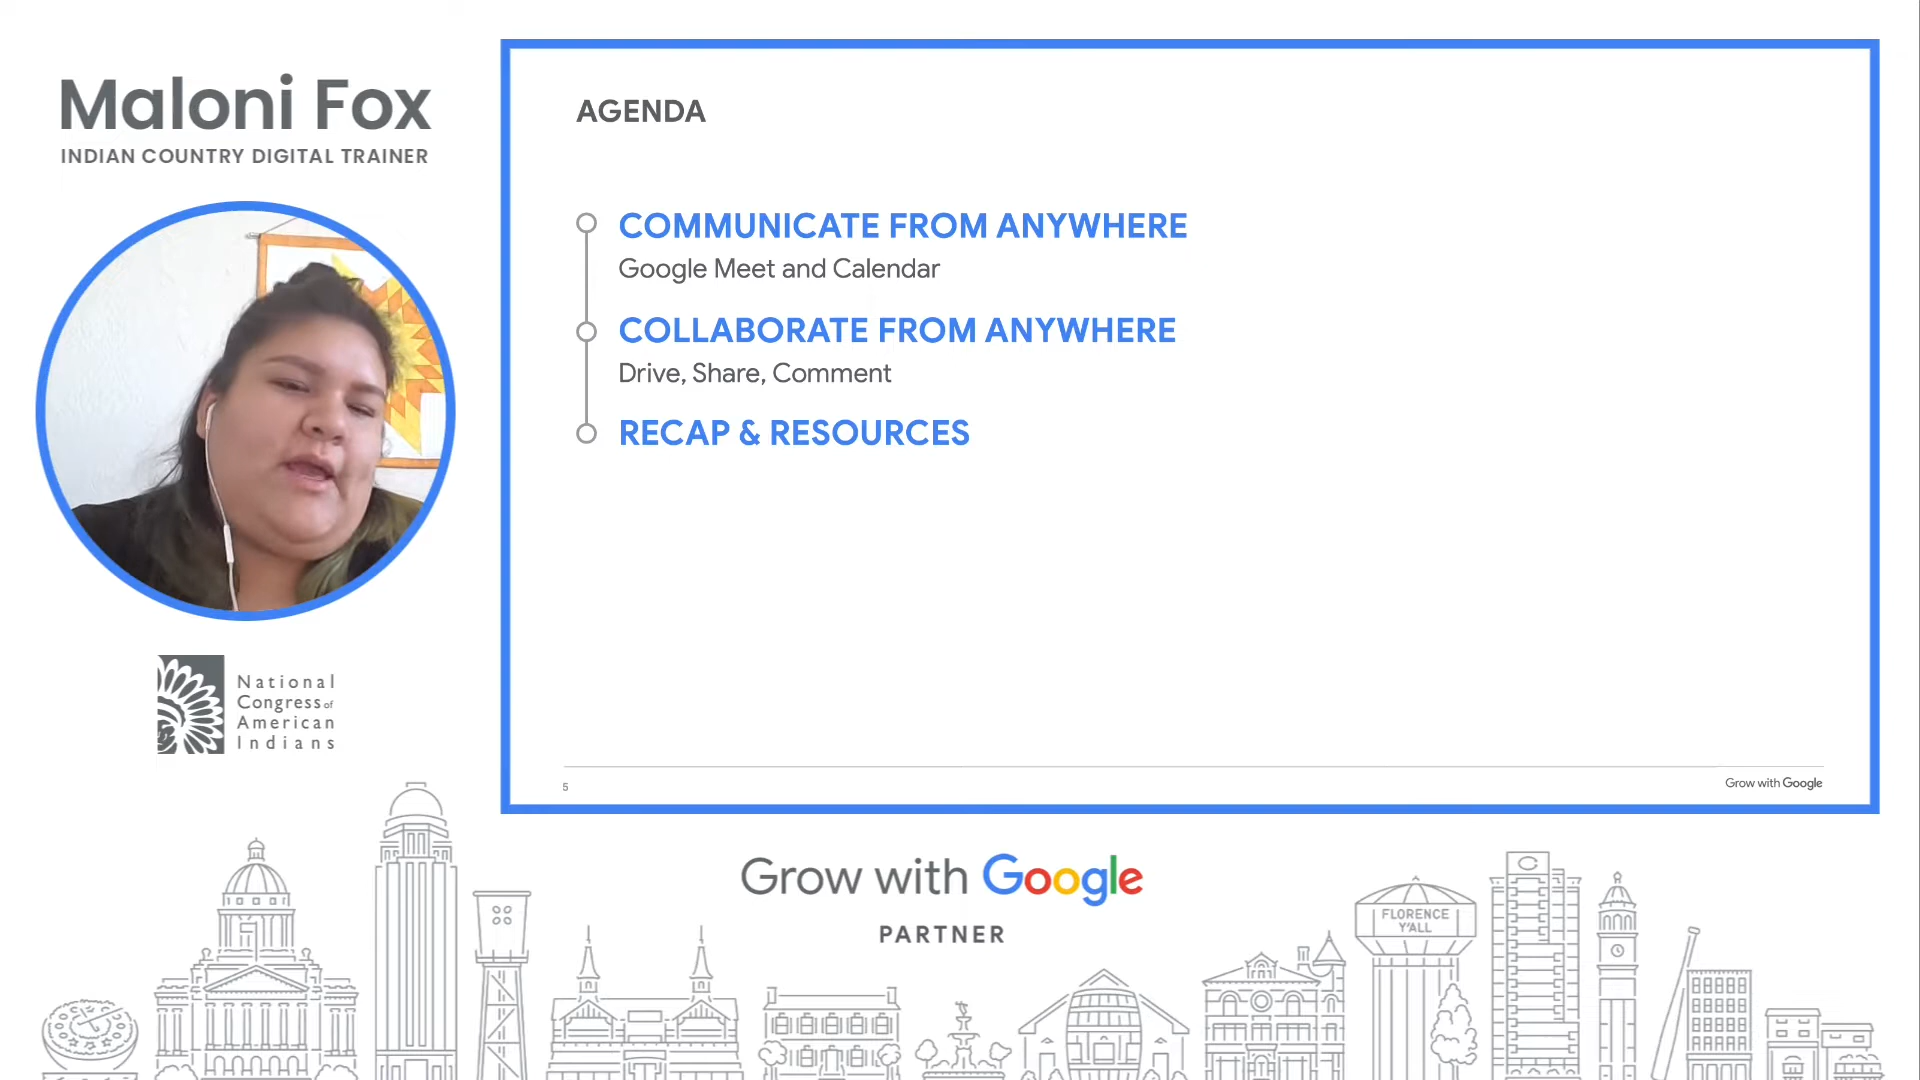 Maloni Fox
INDIAN COUNTRY DIGITAL TRAINER
National
Congress of
American
Indians
AGENDA
COMMUNICATE FROM ANYWHERE
Google Meet and Calendar
COLLABORATE FROM ANYWHERE
Drive, Share, Comment
RECAP & RESOURCES
5
Grow with Google
Grow with Google
PARTNER
FLORENCE
Y'ALL
C